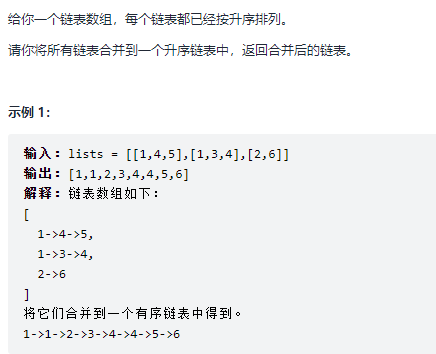 给你一个链表数组，每个链表都已经按升序排列。
请你将所有链表合并到一个升序链表中，返回合并后的链表。
示例 1：
输入：lists = [[1,4,5],[1,3,4],[2,6]]
输出：[1,1,2,3,4,4,5,6]
解释：链表数组如下：
[
  1->4->5,
  1->3->4,
  2->6
]
将它们合并到一个有序链表中得到。
1->1->2->3->4->4->5->6